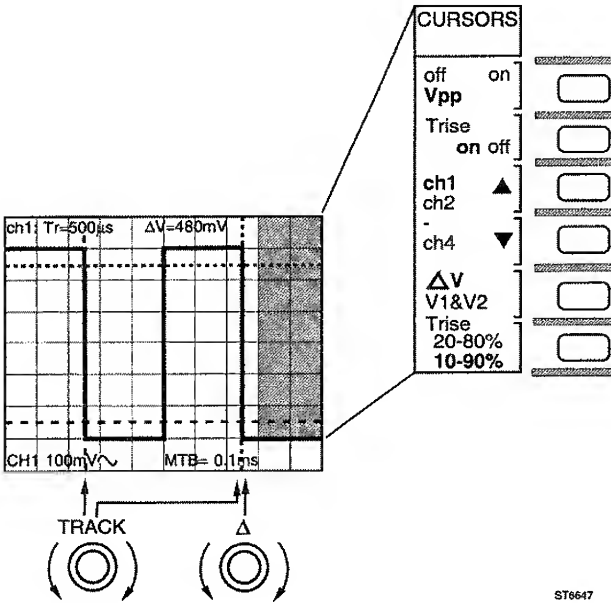 CURSORS
off on
Vpp
Trise
on off
ch1 ▲
ch2
-
ch4 ▼
ΔV
V1&V2
Trise
20-80%
10-90%
ch1: Tr=500µs ΔV=480mV
CH1 100mV∿ MTB= 0.1ms
TRACK Δ
ST6647